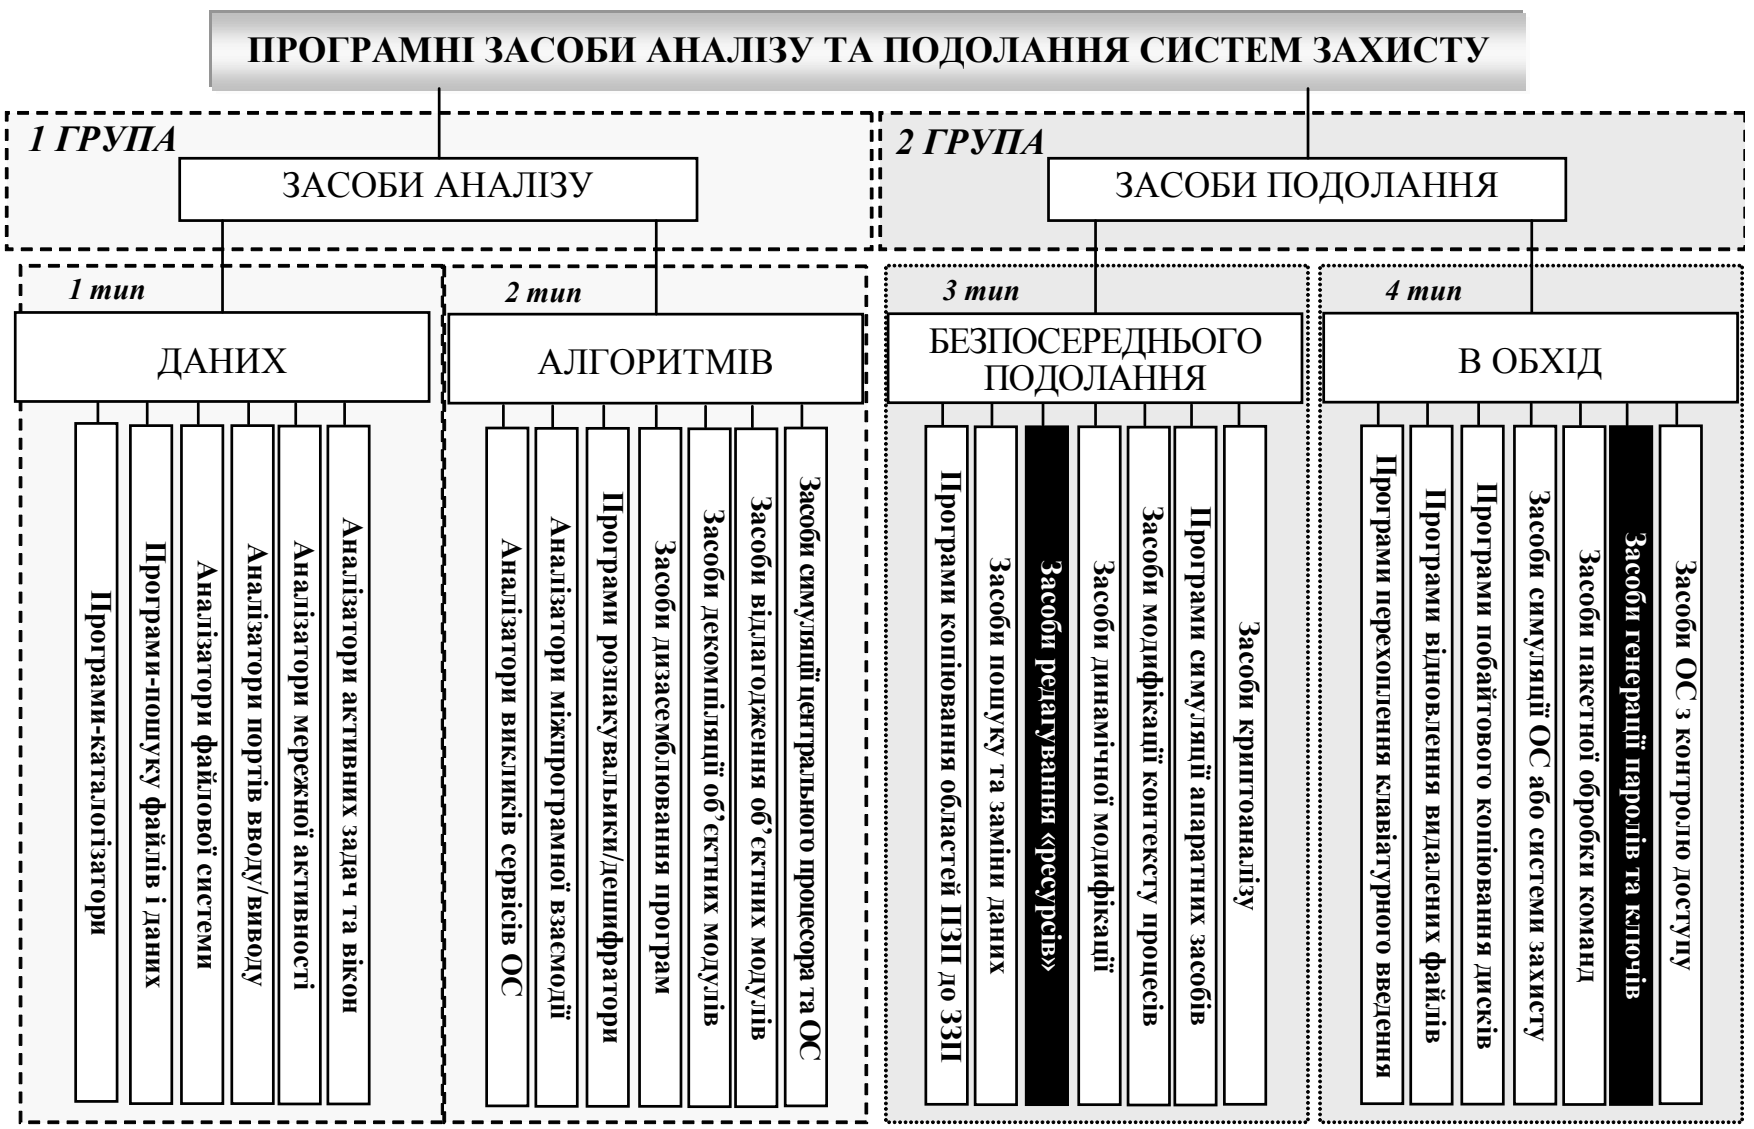 ПРОГРАМНІ ЗАСОБИ АНАЛІЗУ ТА ПОДОЛАННЯ СИСТЕМ ЗАХИСТУ
1 ГРУПА
ЗАСОБИ АНАЛІЗУ
2 ГРУПА
ЗАСОБИ ПОДОЛАННЯ
1 тип
ДАНИХ
Програми-каталогізатори
Програми-пошуку файлів і даних
Аналізатори файлової системи
Аналізатори портів вводу/виводу
Аналізатори мережної активності
Аналізатори активних задач та вікон
2 тип
АЛГОРИТМІВ
Аналізатори викликів сервісів ОС
Аналізатори міжпрограмної взаємодії
Програми розпакувальники/дешифратори
Засоби дизасемблювання програм
Засоби декомпіляції об’єктних модулів
Засоби відлагодження об’єктних модулів
Засоби симуляції центрального процесора та ОС
3 тип
БЕЗПОСЕРЕДНЬОГО
ПОДОЛАННЯ
Програми копіювання областей ПЗП до ЗЗП
Засоби пошуку та заміни даних
Засоби редагування «ресурсів»
Засоби динамічної модифікації
Засоби модифікації контексту процесів
Програми симуляції апаратних засобів
Засоби криптоаналізу
4 тип
В ОБХІД
Програми перехоплення клавіатурного введення
Програми відновлення видалених файлів
Програми побайтового копіювання дисків
Засоби симуляції ОС або системи захисту
Засоби пакетної обробки команд
Засоби генерації паролів та ключів
Засоби ОС з контролю доступу